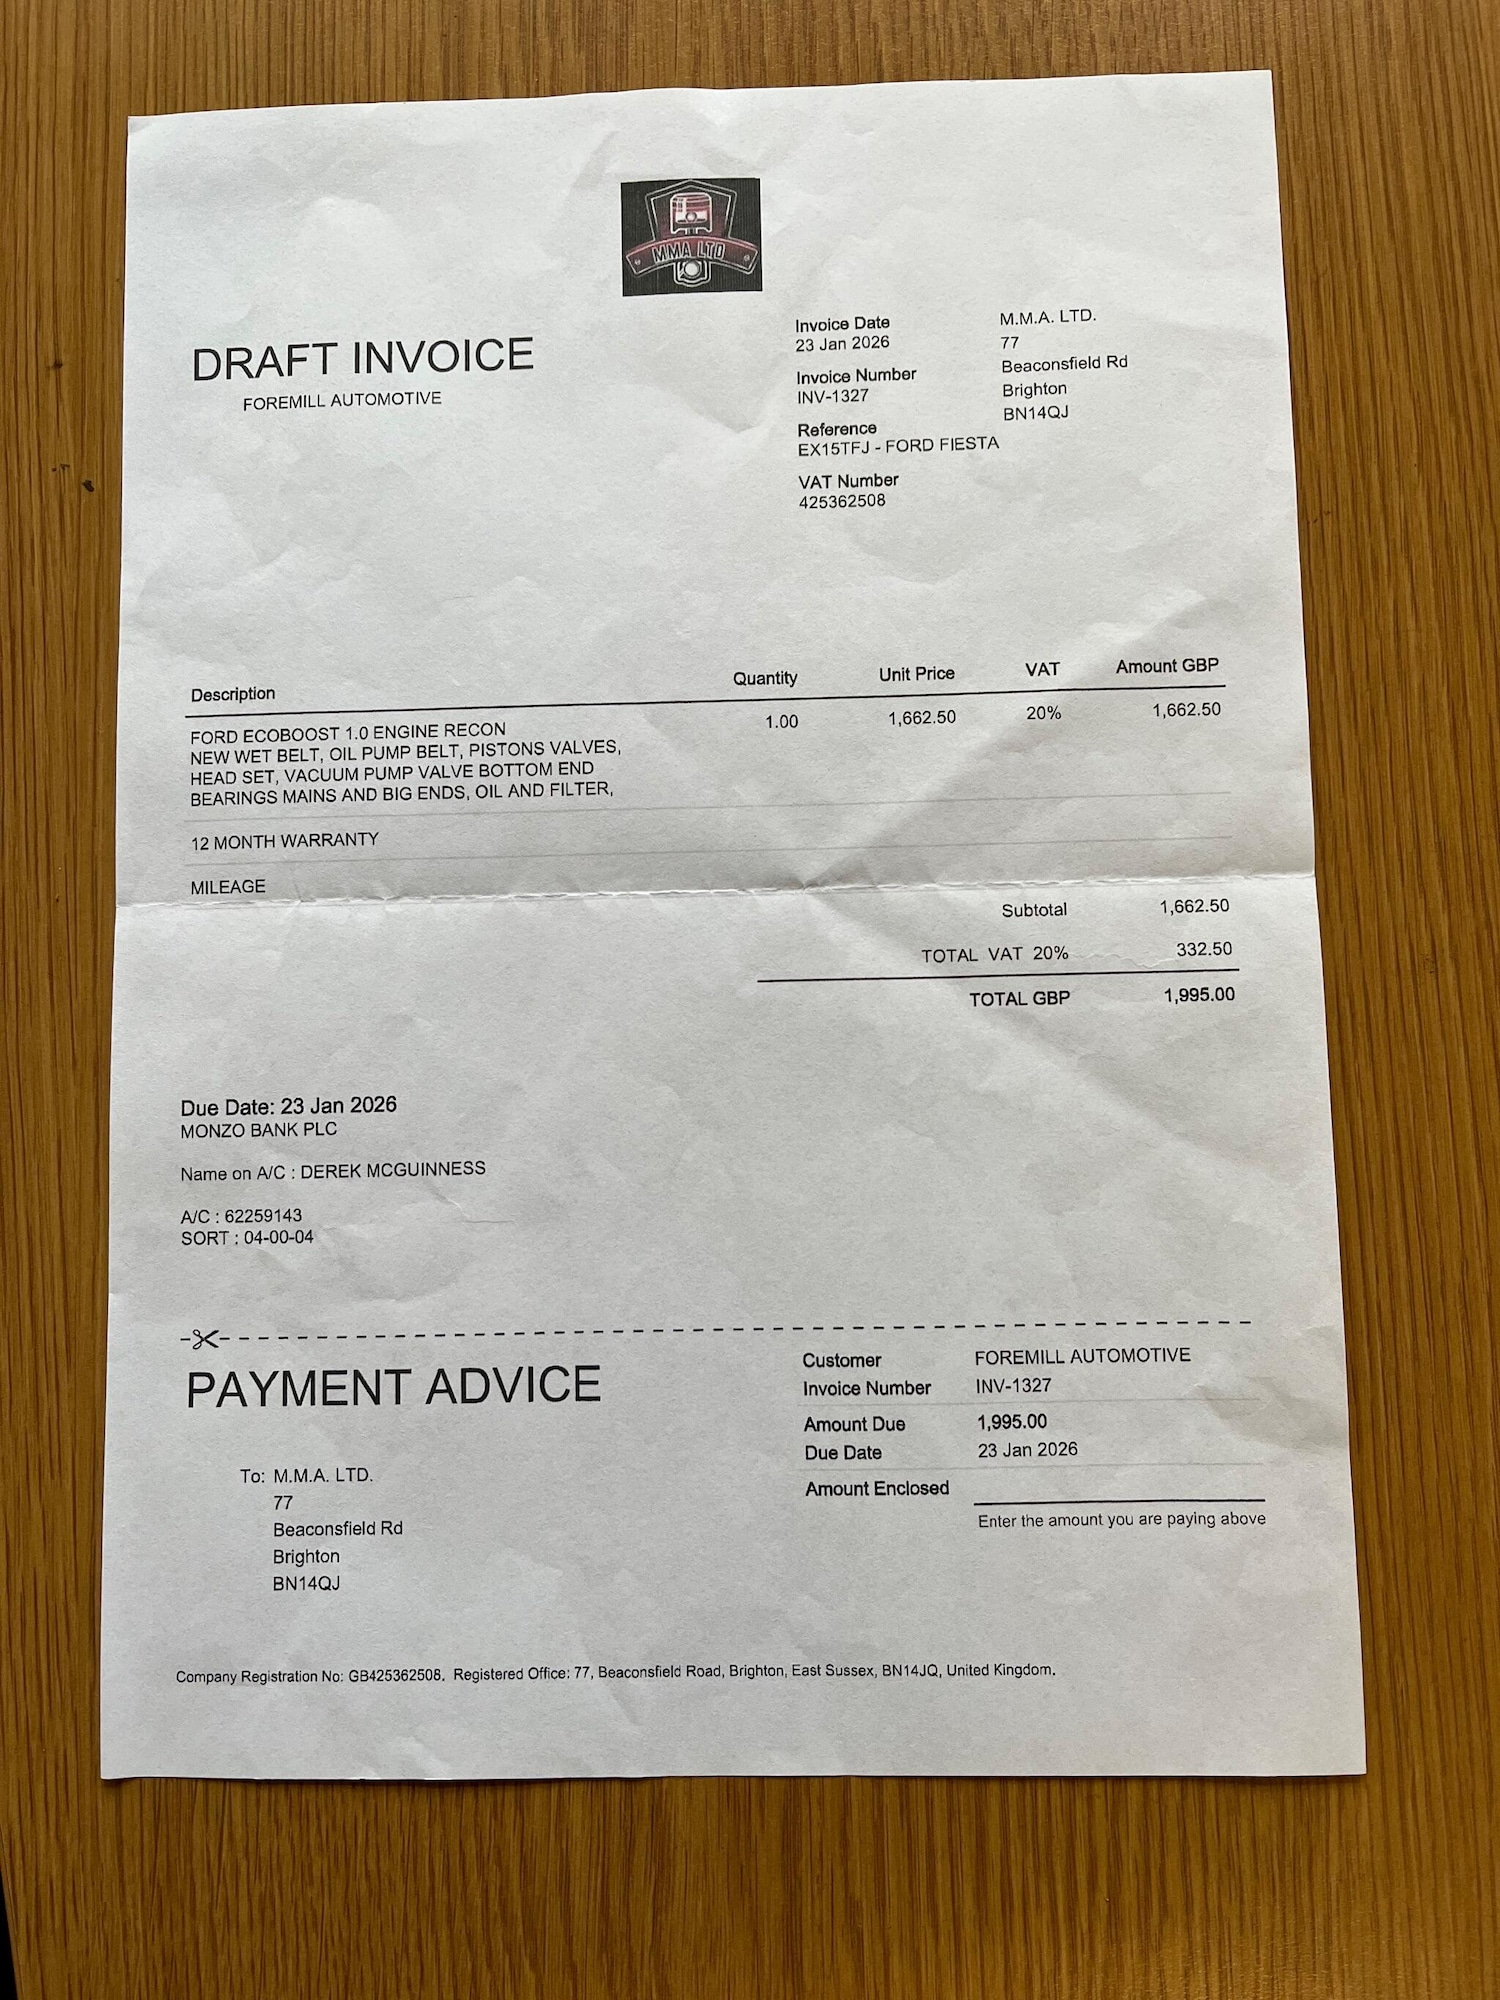 MMA LTD
DRAFT INVOICE
FOREMILL AUTOMOTIVE
Invoice Date
23 Jan 2026
Invoice Number
INV-1327
Reference
EX15TFJ - FORD FIESTA
VAT Number
425362508
M.M.A. LTD.
77
Beaconsfield Rd
Brighton
BN14QJ
Description Quantity Unit Price VAT Amount GBP
FORD ECOBOOST 1.0 ENGINE RECON 1.00 1,662.50 20% 1,662.50
NEW WET BELT, OIL PUMP BELT, PISTONS VALVES,
HEAD SET, VACUUM PUMP VALVE BOTTOM END
BEARINGS MAINS AND BIG ENDS, OIL AND FILTER,
12 MONTH WARRANTY
MILEAGE
Subtotal 1,662.50
TOTAL VAT 20% 332.50
TOTAL GBP 1,995.00
Due Date: 23 Jan 2026
MONZO BANK PLC
Name on A/C : DEREK MCGUINNESS
A/C : 62259143
SORT : 04-00-04
PAYMENT ADVICE
To: M.M.A. LTD.
77
Beaconsfield Rd
Brighton
BN14QJ
Customer FOREMILL AUTOMOTIVE
Invoice Number INV-1327
Amount Due 1,995.00
Due Date 23 Jan 2026
Amount Enclosed
Enter the amount you are paying above
Company Registration No: GB425362508. Registered Office: 77, Beaconsfield Road, Brighton, East Sussex, BN14JQ, United Kingdom.